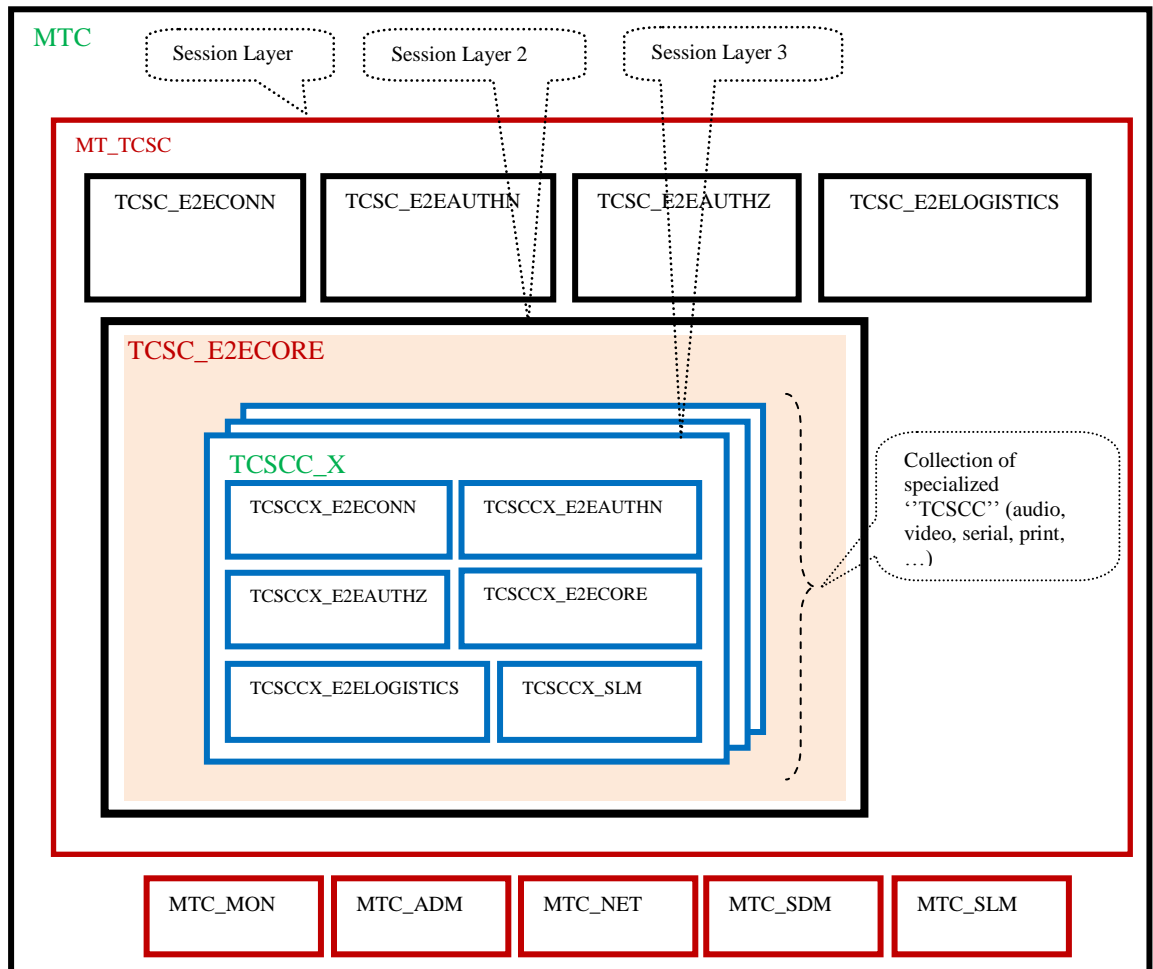 MTC
Session Layer
Session Layer 2
Session Layer 3
MT_TCSC
TCSC_E2ECONN
TCSC_E2EAUTHN
TCSC_E2EAUTHZ
TCSC_E2ELOGISTICS
TCSC_E2ECORE
TCSCC_X
TCSCCX_E2ECONN
TCSCCX_E2EAUTHN
TCSCCX_E2EAUTHZ
TCSCCX_E2ECORE
TCSCCX_E2ELOGISTICS
TCSCCX_SLM
Collection of
specialized
‘’TCSCC’’ (audio,
video, serial, print,
…)
MTC_MON
MTC_ADM
MTC_NET
MTC_SDM
MTC_SLM